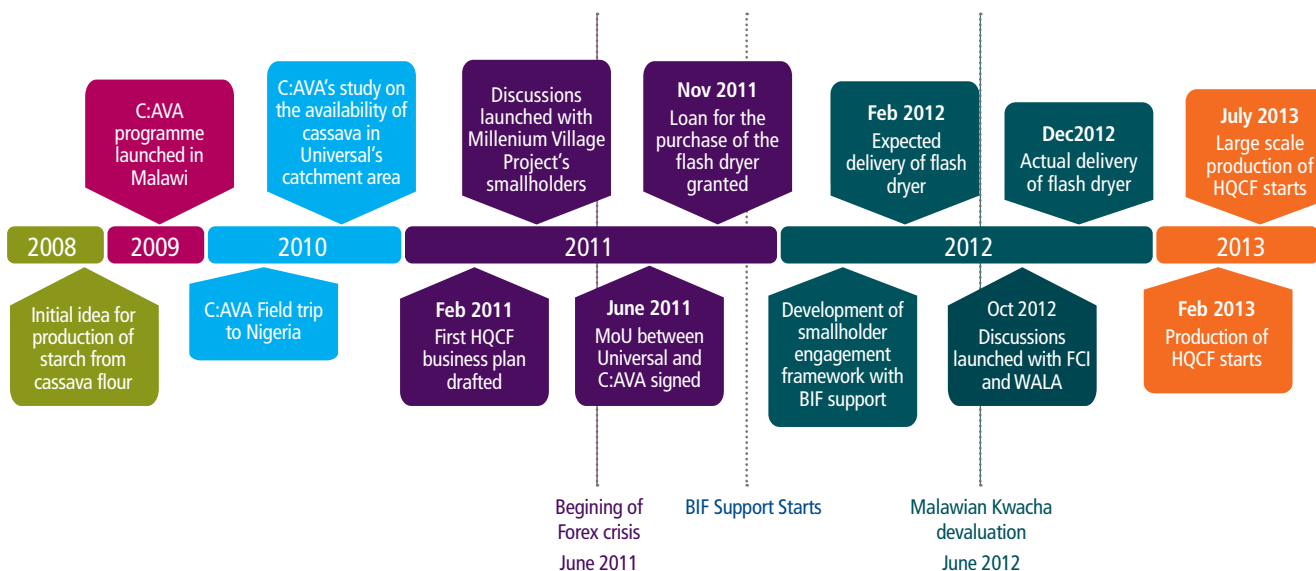 C:AVA
programme
launched in
Malawi
C:AVA's study on
the availability of
cassava in
Universal's
catchment area
Discussions
launched with
Millenium Village
Project's
smallholders
Nov 2011
Loan for the
purchase of the
flash dryer
granted
Feb 2012
Expected
delivery of flash
dryer
Dec2012
Actual delivery
of flash dryer
July 2013
Large scale
production of
HQCF starts
2008
2009
2010
2011
2012
2013
Initial idea for
production of
starch from
cassava flour
C:AVA Field trip
to Nigeria
Feb 2011
First HQCF
business plan
drafted
June 2011
MoU between
Universal and
C:AVA signed
Development of
smallholder
engagement
framework with
BIF support
Oct 2012
Discussions
launched with FCI
and WALA
Feb 2013
Production of
HQCF starts
Begining of
Forex crisis
June 2011
BIF Support Starts
Malawian Kwacha
devaluation
June 2012